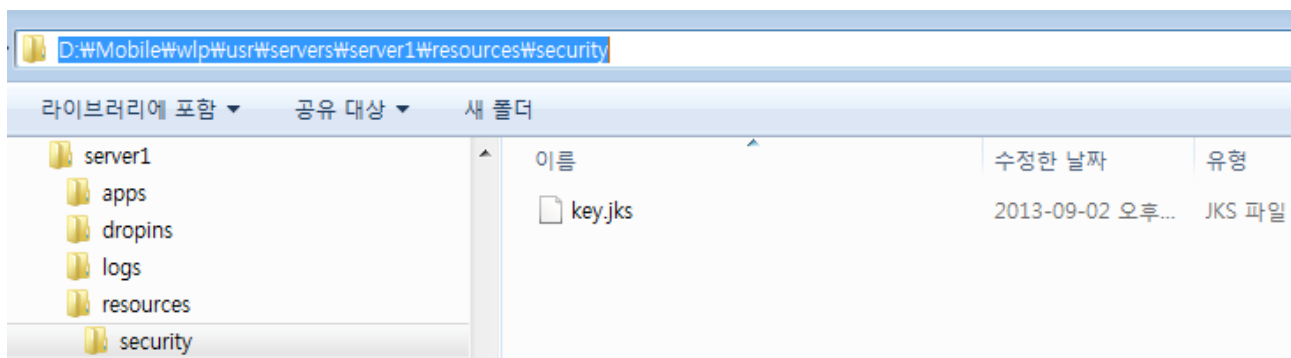 D:₩Mobile₩wlp₩usr₩servers₩server1₩resources₩security
라이브러리에 포함 ▼ 공유 대상 ▼ 새 폴더
server1
apps
dropins
logs
resources
security
이름 수정한 날짜 유형
key.jks 2013-09-02 오후... JKS 파일